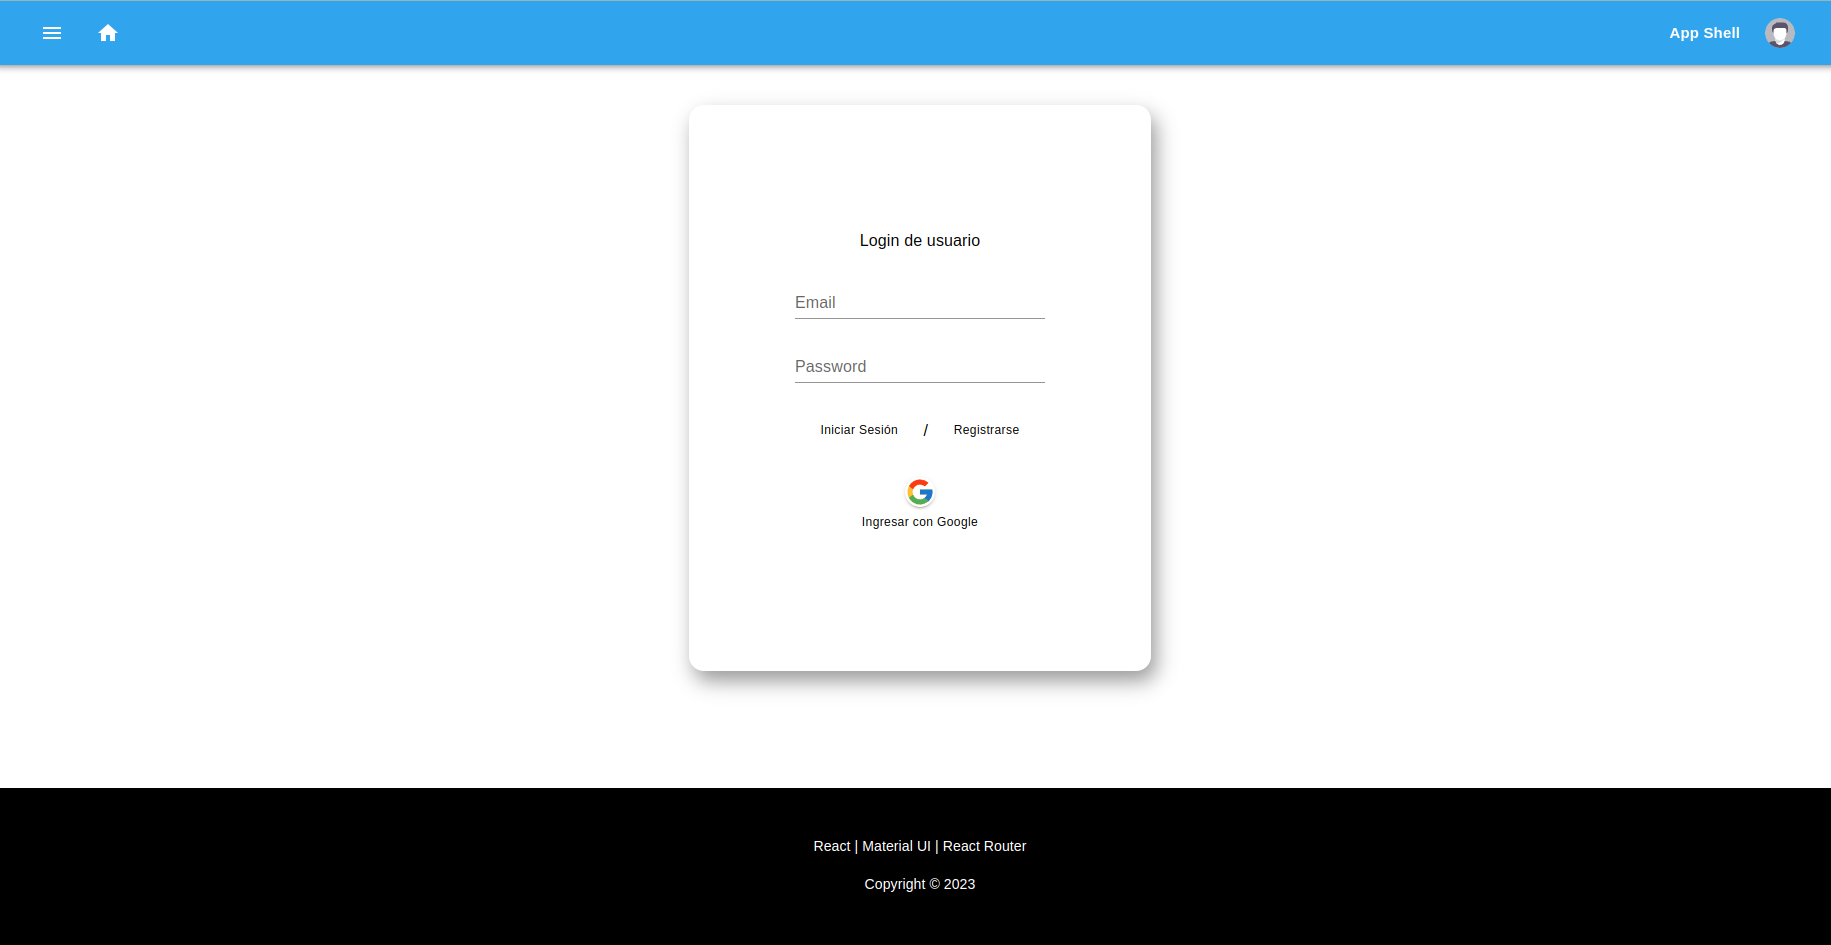 App Shell
Login de usuario
Email
Password
Iniciar Sesión / Registrarse
Ingresar con Google
React | Material UI | React Router
Copyright © 2023